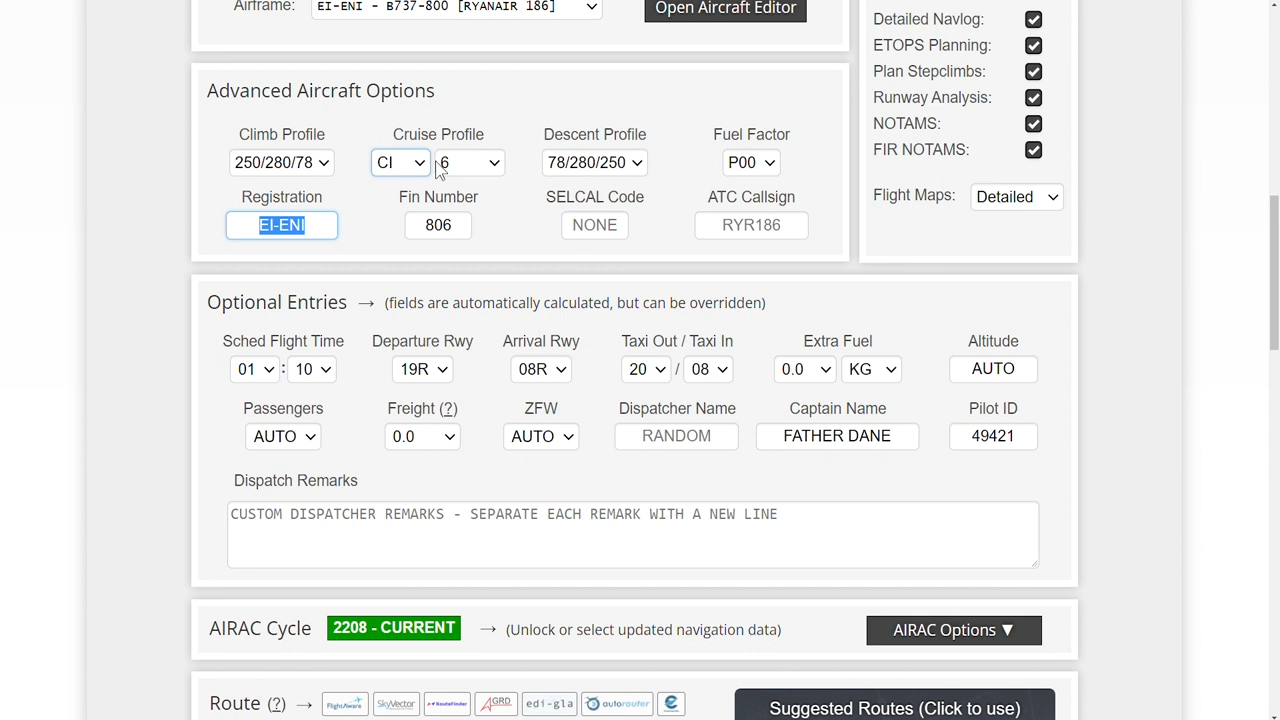 Airframe: EI-ENI - B737-800 [RYANAIR 186] Open Aircraft Editor
Detailed Navlog:
ETOPS Planning:
Plan Stepclimbs:
Runway Analysis:
NOTAMS:
FIR NOTAMS:
Flight Maps: Detailed
Advanced Aircraft Options
Climb Profile Cruise Profile Descent Profile Fuel Factor
250/280/78 CI 6 78/280/250 P00
Registration Fin Number SELCAL Code ATC Callsign
EI-ENI 806 NONE RYR186
Optional Entries → (fields are automatically calculated, but can be overridden)
Sched Flight Time Departure Rwy Arrival Rwy Taxi Out / Taxi In Extra Fuel Altitude
01 : 10 19R 08R 20 / 08 0.0 KG AUTO
Passengers Freight (?) ZFW Dispatcher Name Captain Name Pilot ID
AUTO 0.0 AUTO RANDOM FATHER DANE 49421
Dispatch Remarks
CUSTOM DISPATCHER REMARKS - SEPARATE EACH REMARK WITH A NEW LINE
AIRAC Cycle 2208 - CURRENT → (Unlock or select updated navigation data) AIRAC Options ▼
Route (?) → FlightAware SkyVector RouteFinder AGRD edi-gla autorouter Suggested Routes (Click to use)